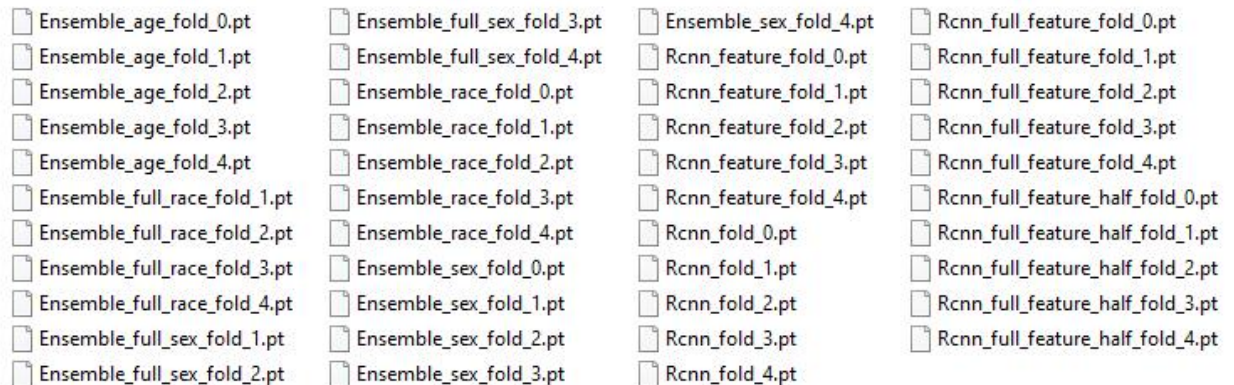 Ensemble_age_fold_0.pt
Ensemble_age_fold_1.pt
Ensemble_age_fold_2.pt
Ensemble_age_fold_3.pt
Ensemble_age_fold_4.pt
Ensemble_full_race_fold_1.pt
Ensemble_full_race_fold_2.pt
Ensemble_full_race_fold_3.pt
Ensemble_full_race_fold_4.pt
Ensemble_full_sex_fold_1.pt
Ensemble_full_sex_fold_2.pt
Ensemble_full_sex_fold_3.pt
Ensemble_full_sex_fold_4.pt
Ensemble_race_fold_0.pt
Ensemble_race_fold_1.pt
Ensemble_race_fold_2.pt
Ensemble_race_fold_3.pt
Ensemble_race_fold_4.pt
Ensemble_sex_fold_0.pt
Ensemble_sex_fold_1.pt
Ensemble_sex_fold_2.pt
Ensemble_sex_fold_3.pt
Ensemble_sex_fold_4.pt
Rcnn_feature_fold_0.pt
Rcnn_feature_fold_1.pt
Rcnn_feature_fold_2.pt
Rcnn_feature_fold_3.pt
Rcnn_feature_fold_4.pt
Rcnn_fold_0.pt
Rcnn_fold_1.pt
Rcnn_fold_2.pt
Rcnn_fold_3.pt
Rcnn_fold_4.pt
Rcnn_full_feature_fold_0.pt
Rcnn_full_feature_fold_1.pt
Rcnn_full_feature_fold_2.pt
Rcnn_full_feature_fold_3.pt
Rcnn_full_feature_fold_4.pt
Rcnn_full_feature_half_fold_0.pt
Rcnn_full_feature_half_fold_1.pt
Rcnn_full_feature_half_fold_2.pt
Rcnn_full_feature_half_fold_3.pt
Rcnn_full_feature_half_fold_4.pt